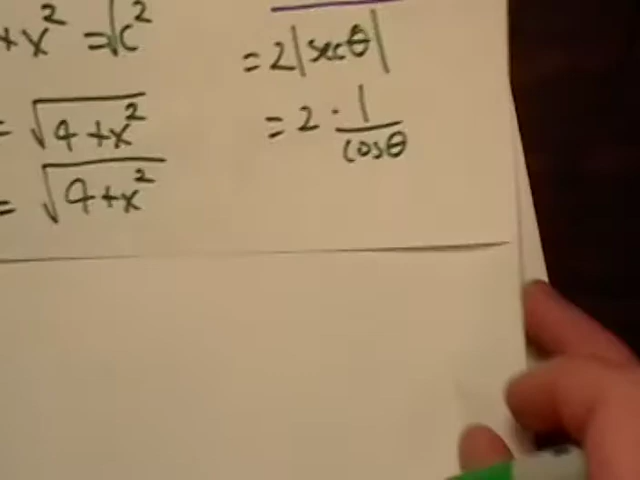 +x² = √c²
= √4+x²
= √4+x²
= 2|secθ|
= 2 · 1/cosθ